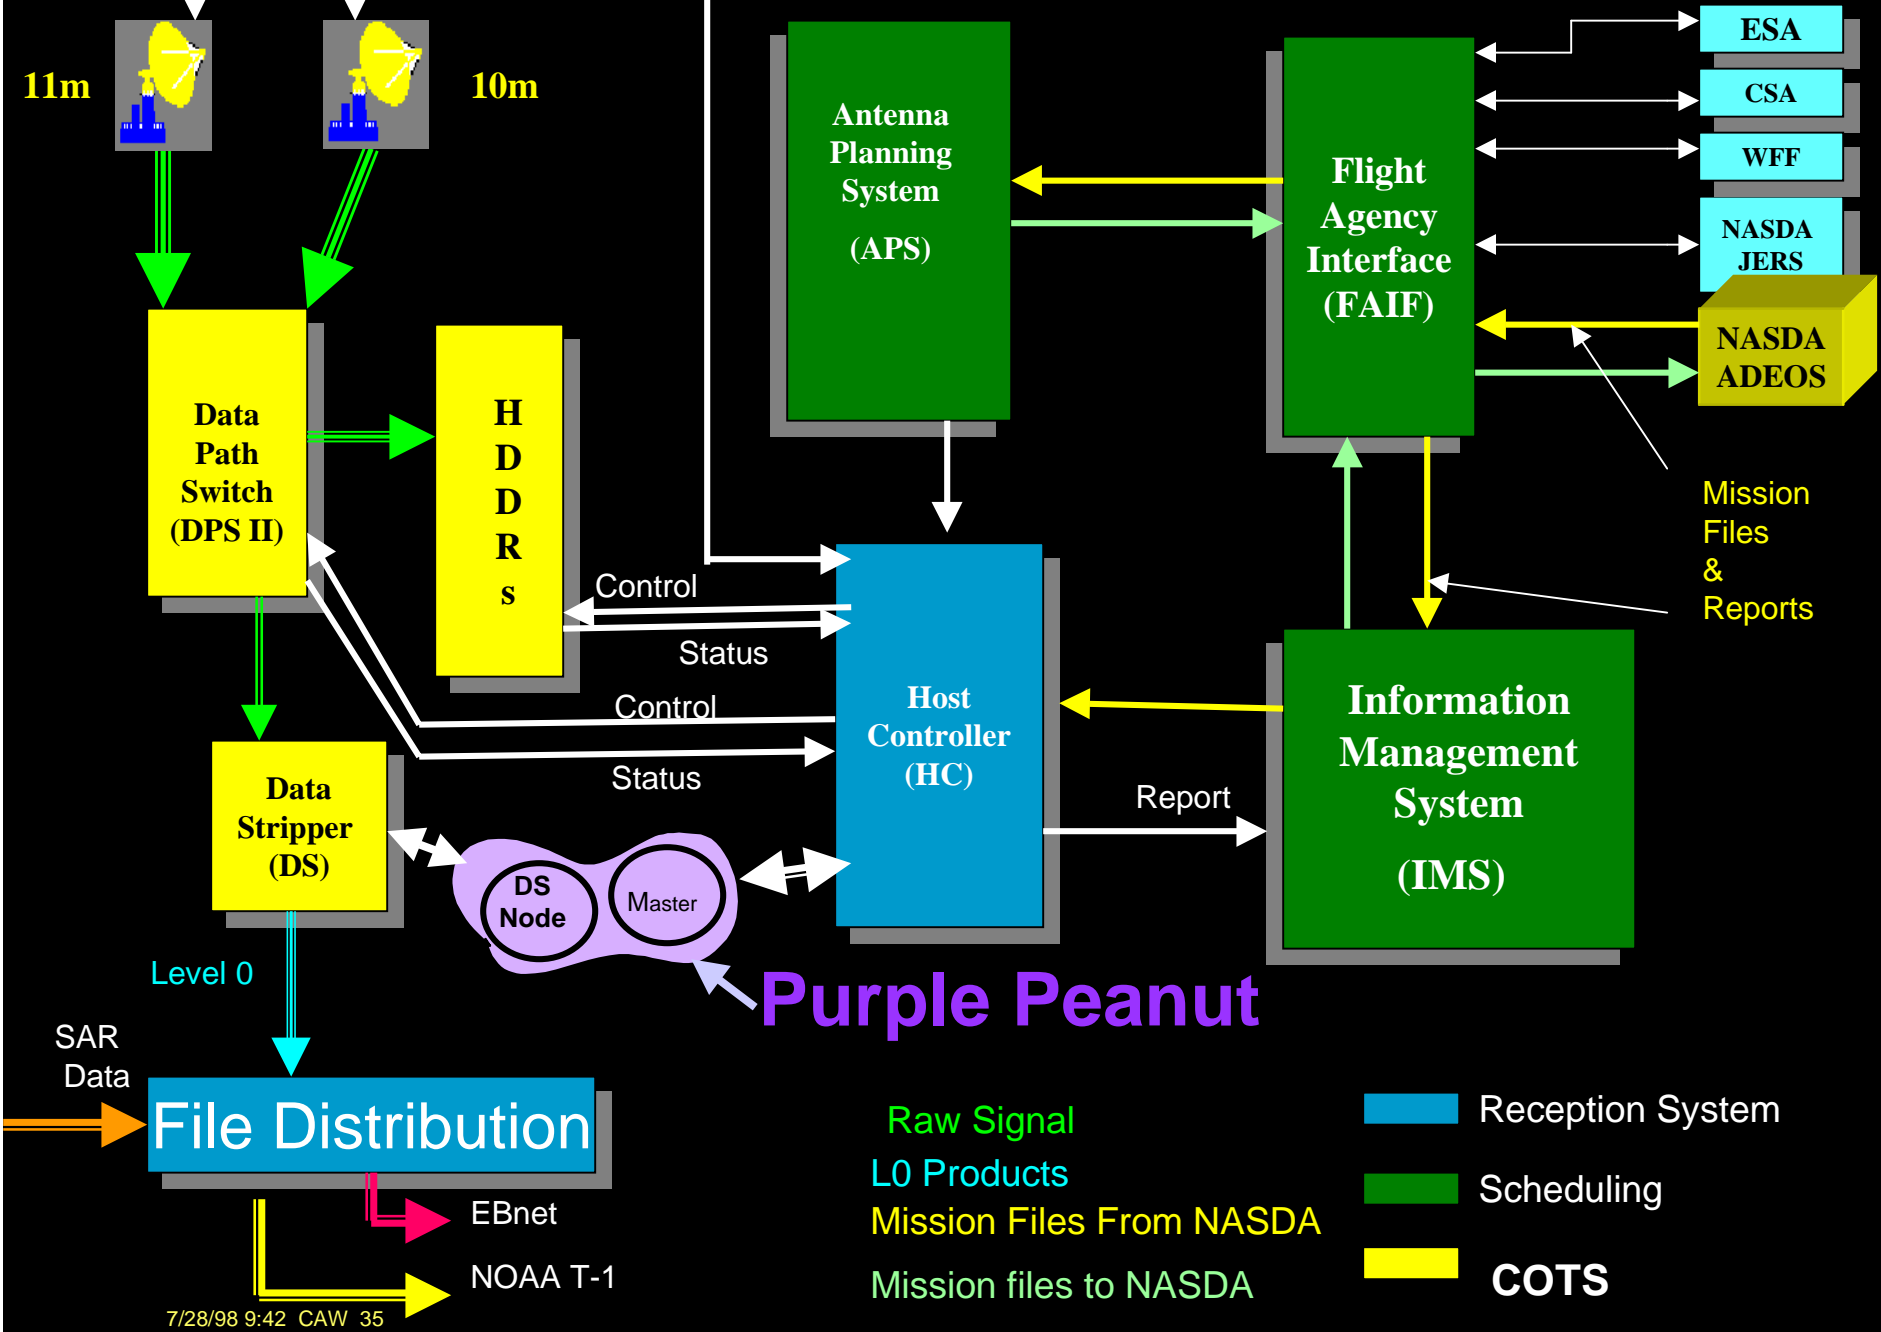 11m
10m
Antenna
Planning
System
(APS)
Flight
Agency
Interface
(FAIF)
ESA
CSA
WFF
NASDA
JERS
NASDA
ADEOS
Mission
Files
&
Reports
Data
Path
Switch
(DPS II)
H
D
D
R
s
Control
Status
Control
Status
Host
Controller
(HC)
Report
Information
Management
System
(IMS)
Data
Stripper
(DS)
DS
Node
Master
Purple Peanut
Level 0
SAR
Data
File Distribution
EBnet
NOAA T-1
7/28/98 9:42 CAW 35
Raw Signal
L0 Products
Mission Files From NASDA
Mission files to NASDA
Reception System
Scheduling
COTS